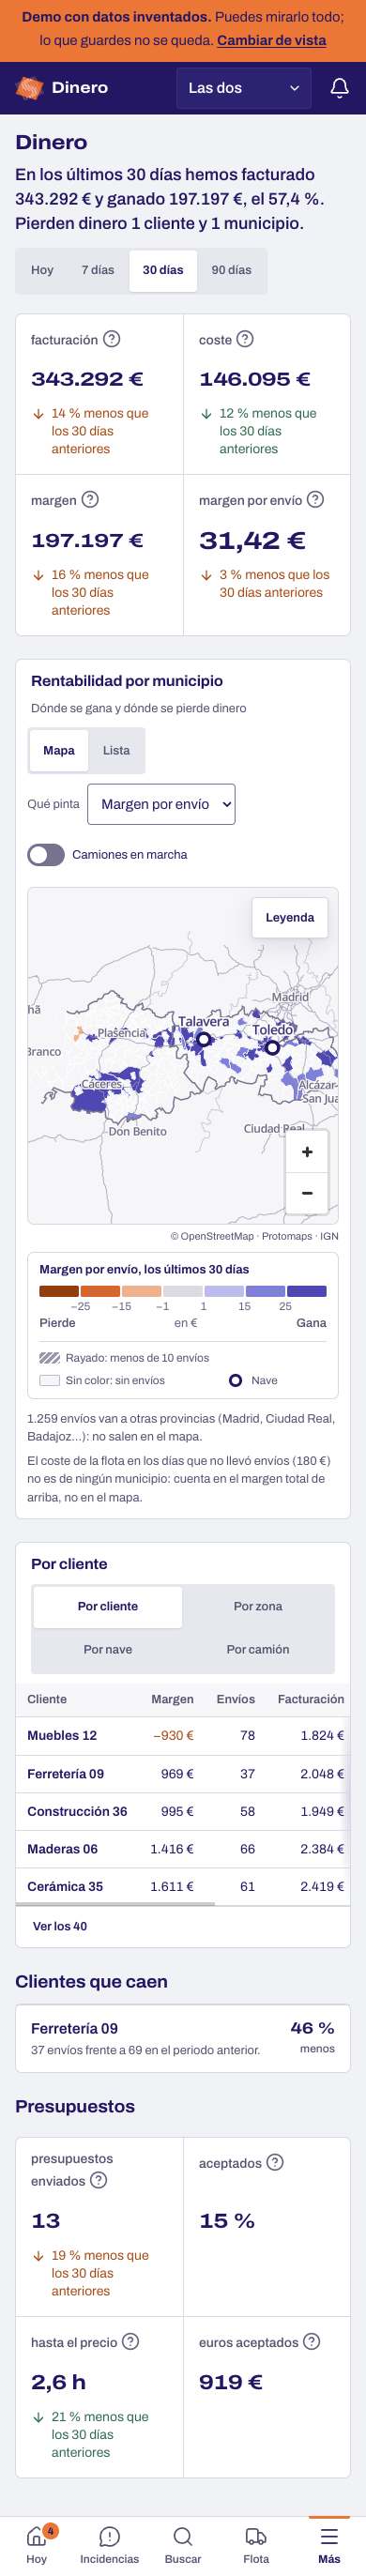 Demo con datos inventados. Puedes mirarlo todo;
lo que guardes no se queda. Cambiar de vista
Dinero
Las dos
Dinero
En los últimos 30 días hemos facturado
343.292 € y ganado 197.197 €, el 57,4 %.
Pierden dinero 1 cliente y 1 municipio.
Hoy
7 días
30 días
90 días
facturación ?
343.292 €
↓ 14 % menos que
los 30 días
anteriores
coste ?
146.095 €
↓ 12 % menos que
los 30 días
anteriores
margen ?
197.197 €
↓ 16 % menos que
los 30 días
anteriores
margen por envío ?
31,42 €
↓ 3 % menos que los
30 días anteriores
Rentabilidad por municipio
Dónde se gana y dónde se pierde dinero
Mapa
Lista
Qué pinta
Margen por envío
Camiones en marcha
Leyenda
Madrid
hã
Talavera
Toledo
Plasencia
Branco
Cáceres
Alcázar
San Jua
Don Benito
Ciudad Real
+
−
© OpenStreetMap · Protomaps · IGN
Margen por envío, los últimos 30 días
−25 −15 −1 1 15 25
Pierde en € Gana
Rayado: menos de 10 envíos
Sin color: sin envíos
Nave
1.259 envíos van a otras provincias (Madrid, Ciudad Real,
Badajoz…): no salen en el mapa.
El coste de la flota en los días que no llevó envíos (180 €)
no es de ningún municipio: cuenta en el margen total de
arriba, no en el mapa.
Por cliente
Por cliente
Por zona
Por nave
Por camión
Cliente Margen Envíos Facturación
Muebles 12 −930 € 78 1.824 €
Ferretería 09 969 € 37 2.048 €
Construcción 36 995 € 58 1.949 €
Maderas 06 1.416 € 66 2.384 €
Cerámica 35 1.611 € 61 2.419 €
Ver los 40
Clientes que caen
Ferretería 09
37 envíos frente a 69 en el periodo anterior.
46 %
menos
Presupuestos
presupuestos
enviados ?
13
↓ 19 % menos que
los 30 días
anteriores
aceptados ?
15 %
hasta el precio ?
2,6 h
↓ 21 % menos que
los 30 días
anteriores
euros aceptados ?
919 €
4
Hoy
Incidencias
Buscar
Flota
Más